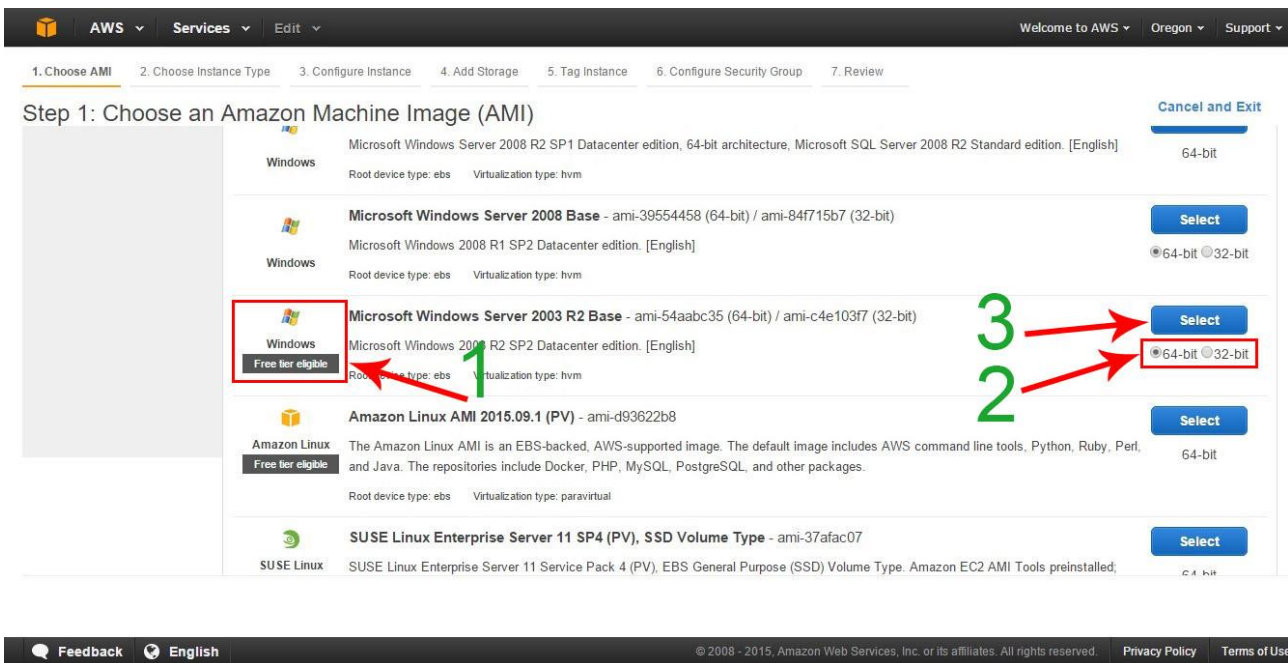 AWS Services Edit Welcome to AWS Oregon Support
1. Choose AMI 2. Choose Instance Type 3. Configure Instance 4. Add Storage 5. Tag Instance 6. Configure Security Group 7. Review
Step 1: Choose an Amazon Machine Image (AMI)
Cancel and Exit
Windows
Microsoft Windows Server 2008 R2 SP1 Datacenter edition, 64-bit architecture, Microsoft SQL Server 2008 R2 Standard edition. [English]
Root device type: ebs Virtualization type: hvm
64-bit
Windows
Microsoft Windows Server 2008 Base - ami-39554458 (64-bit) / ami-84f715b7 (32-bit)
Microsoft Windows 2008 R1 SP2 Datacenter edition. [English]
Root device type: ebs Virtualization type: hvm
Select
64-bit 32-bit
Windows
Free tier eligible
Microsoft Windows Server 2003 R2 Base - ami-54aabc35 (64-bit) / ami-c4e103f7 (32-bit)
Microsoft Windows 2003 R2 SP2 Datacenter edition. [English]
Root device type: ebs Virtualization type: hvm
1
3
Select
64-bit 32-bit
2
Amazon Linux
Free tier eligible
Amazon Linux AMI 2015.09.1 (PV) - ami-d93622b8
The Amazon Linux AMI is an EBS-backed, AWS-supported image. The default image includes AWS command line tools, Python, Ruby, Perl,
and Java. The repositories include Docker, PHP, MySQL, PostgreSQL, and other packages.
Root device type: ebs Virtualization type: paravirtual
Select
64-bit
SUSE Linux
SUSE Linux Enterprise Server 11 SP4 (PV), SSD Volume Type - ami-37afac07
SUSE Linux Enterprise Server 11 Service Pack 4 (PV), EBS General Purpose (SSD) Volume Type. Amazon EC2 AMI Tools preinstalled;
Select
64-bit
Feedback English © 2008 - 2015, Amazon Web Services, Inc. or its affiliates. All rights reserved. Privacy Policy Terms of Use